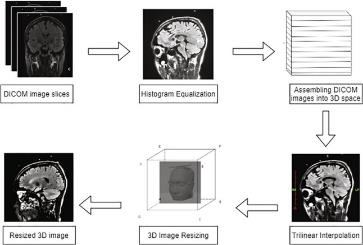 DICOM image slices
Histogram Equalization
Assembling DICOM
images into 3D space
Resized 3D image
3D Image Resizing
Trilinear Interpolation